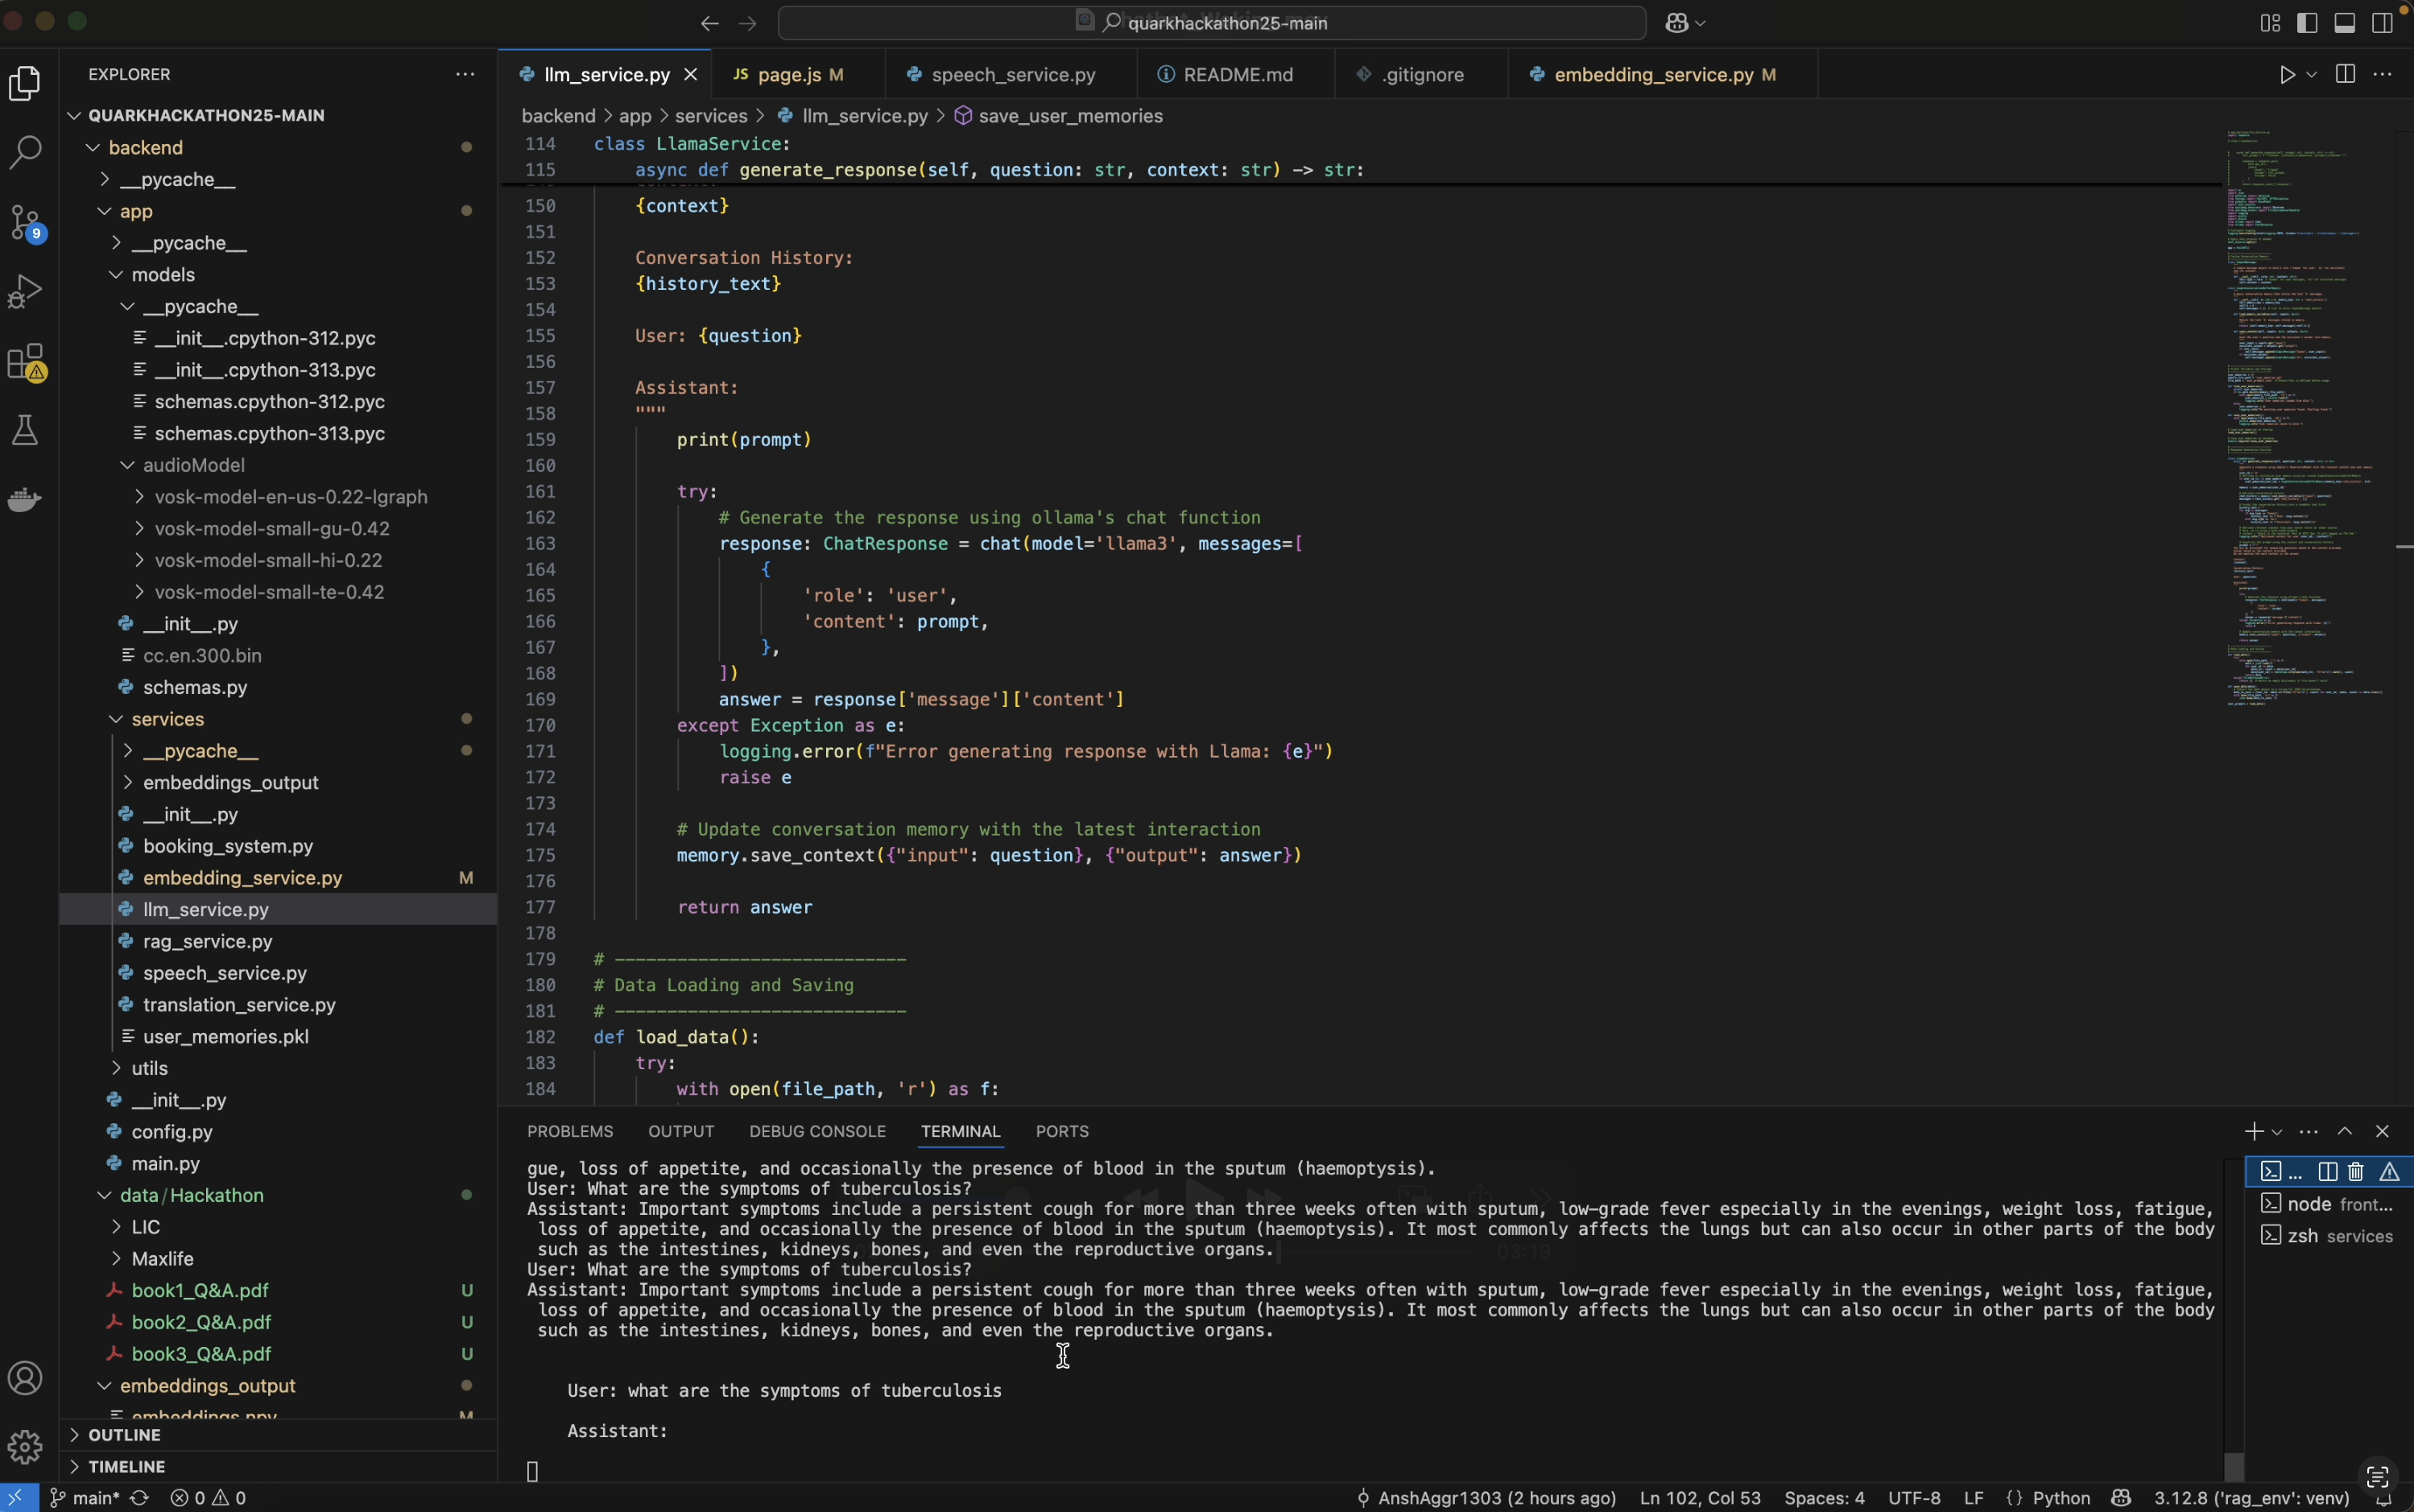 quarkhackathon25-main
EXPLORER
QUARKHACKATHON25-MAIN
backend
__pycache__
app
__pycache__
models
__pycache__
__init__.cpython-312.pyc
__init__.cpython-313.pyc
schemas.cpython-312.pyc
schemas.cpython-313.pyc
audioModel
vosk-model-en-us-0.22-lgraph
vosk-model-small-gu-0.42
vosk-model-small-hi-0.22
vosk-model-small-te-0.42
__init__.py
cc.en.300.bin
schemas.py
services
__pycache__
embeddings_output
__init__.py
booking_system.py
embedding_service.py M
llm_service.py
rag_service.py
speech_service.py
translation_service.py
user_memories.pkl
utils
__init__.py
config.py
main.py
data/Hackathon
LIC
Maxlife
book1_Q&A.pdf U
book2_Q&A.pdf U
book3_Q&A.pdf U
embeddings_output
embeddings.npy M
OUTLINE
TIMELINE
9
llm_service.py
JS page.js M
speech_service.py
README.md
.gitignore
embedding_service.py M
backend > app > services > llm_service.py > save_user_memories
114 class LlamaService:
115 async def generate_response(self, question: str, context: str) -> str:
150 {context}
151
152 Conversation History:
153 {history_text}
154
155 User: {question}
156
157 Assistant:
158 """
159 print(prompt)
160
161 try:
162 # Generate the response using ollama's chat function
163 response: ChatResponse = chat(model='llama3', messages=[
164 {
165 'role': 'user',
166 'content': prompt,
167 },
168 ])
169 answer = response['message']['content']
170 except Exception as e:
171 logging.error(f"Error generating response with Llama: {e}")
172 raise e
173
174 # Update conversation memory with the latest interaction
175 memory.save_context({"input": question}, {"output": answer})
176
177 return answer
178
179 # ----------------------------
180 # Data Loading and Saving
181 # ----------------------------
182 def load_data():
183 try:
184 with open(file_path, 'r') as f:
PROBLEMS OUTPUT DEBUG CONSOLE TERMINAL PORTS
gue, loss of appetite, and occasionally the presence of blood in the sputum (haemoptysis).
User: What are the symptoms of tuberculosis?
Assistant: Important symptoms include a persistent cough for more than three weeks often with sputum, low-grade fever especially in the evenings, weight loss, fatigue,
loss of appetite, and occasionally the presence of blood in the sputum (haemoptysis). It most commonly affects the lungs but can also occur in other parts of the body
such as the intestines, kidneys, bones, and even the reproductive organs.
03:19
User: What are the symptoms of tuberculosis?
Assistant: Important symptoms include a persistent cough for more than three weeks often with sputum, low-grade fever especially in the evenings, weight loss, fatigue,
loss of appetite, and occasionally the presence of blood in the sputum (haemoptysis). It most commonly affects the lungs but can also occur in other parts of the body
such as the intestines, kidneys, bones, and even the reproductive organs.
User: what are the symptoms of tuberculosis
Assistant:
...
node front...
zsh services
main* 0 0
AnshAggr1303 (2 hours ago) Ln 102, Col 53 Spaces: 4 UTF-8 LF {} Python 3.12.8 ('rag_env': venv)